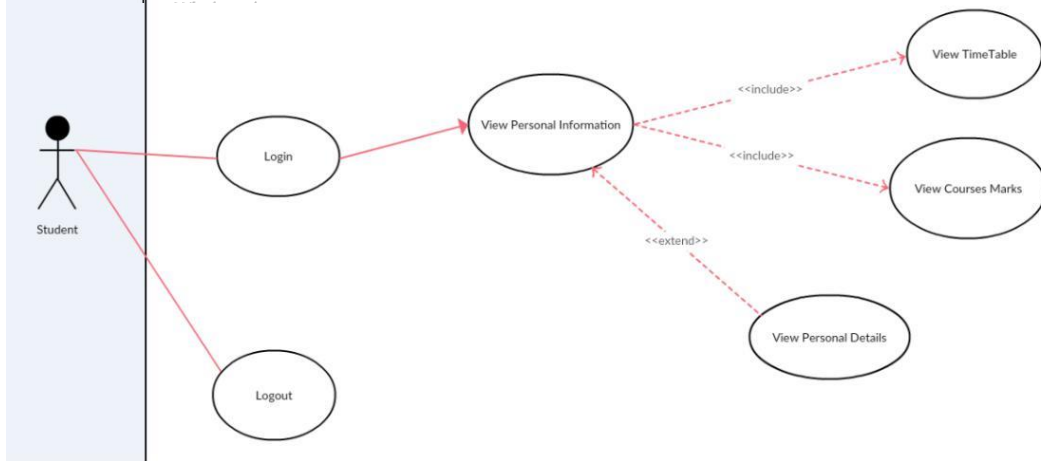 View TimeTable
<<include>>
View Personal Information
Login
<<include>>
View Courses Marks
Student
<<extend>>
View Personal Details
Logout